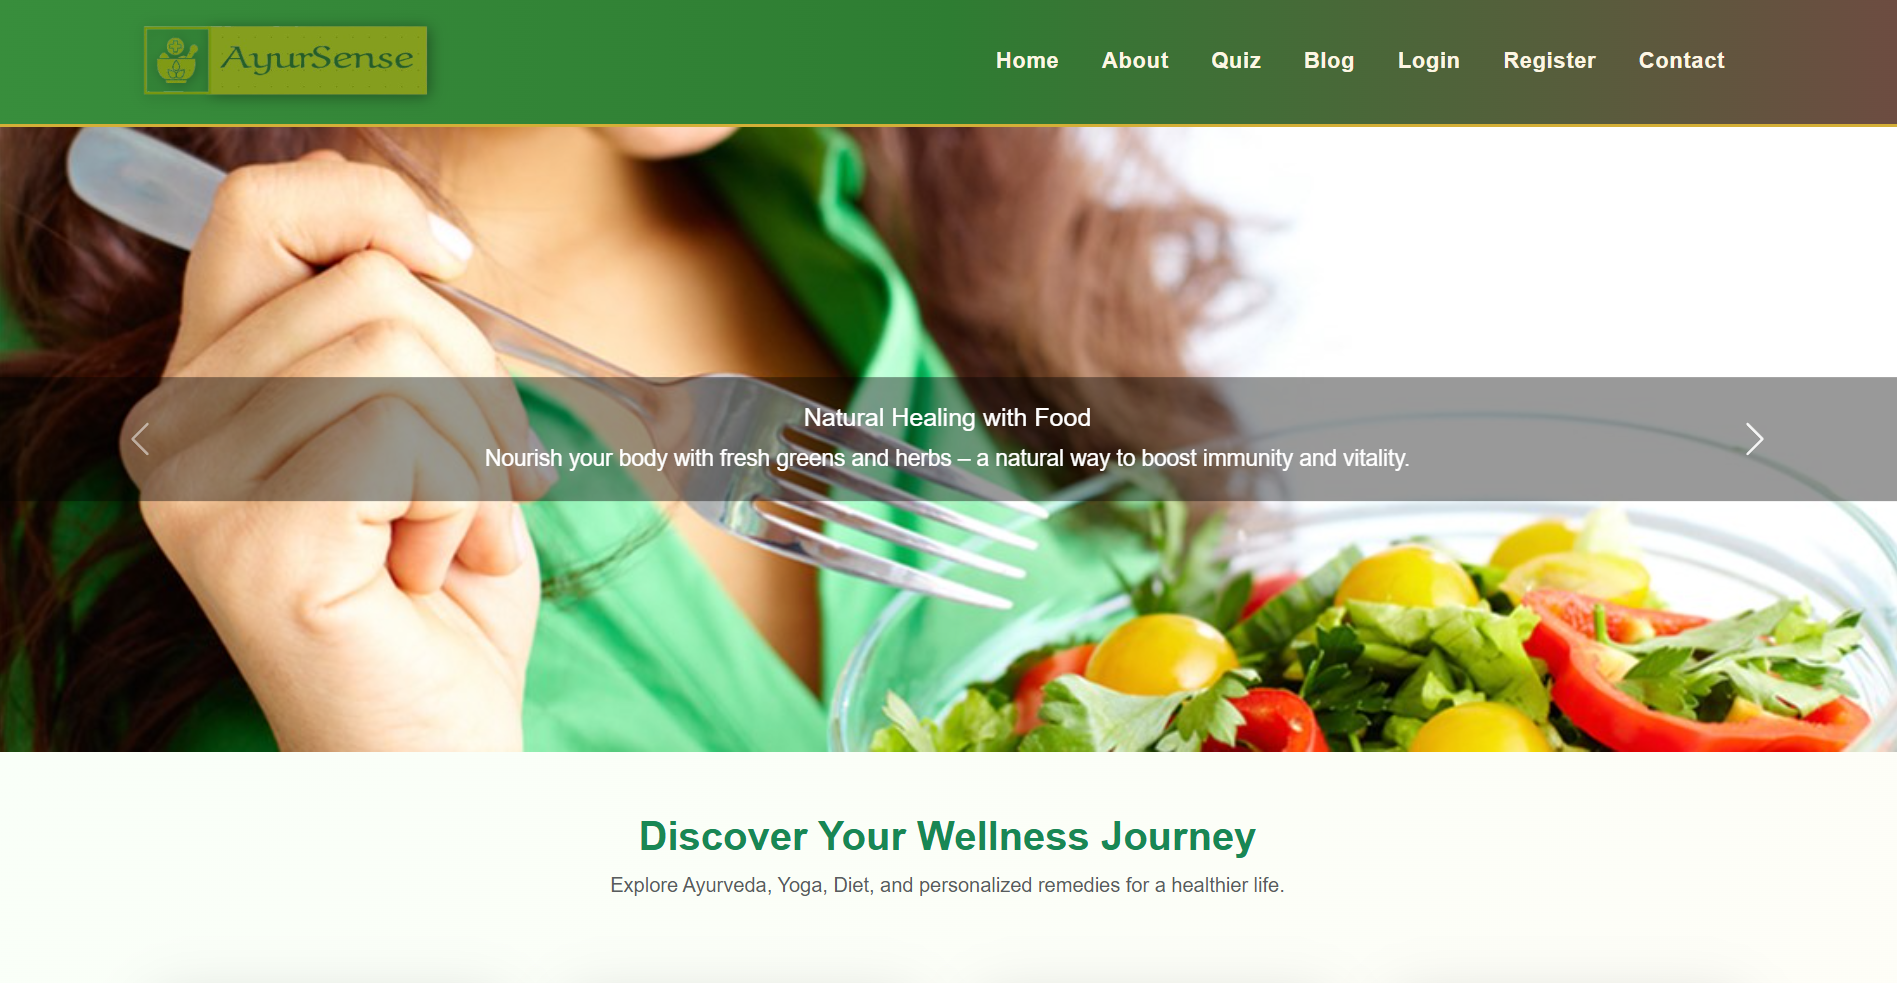 AyurSense
Home About Quiz Blog Login Register Contact
Natural Healing with Food
Nourish your body with fresh greens and herbs – a natural way to boost immunity and vitality.
Discover Your Wellness Journey
Explore Ayurveda, Yoga, Diet, and personalized remedies for a healthier life.